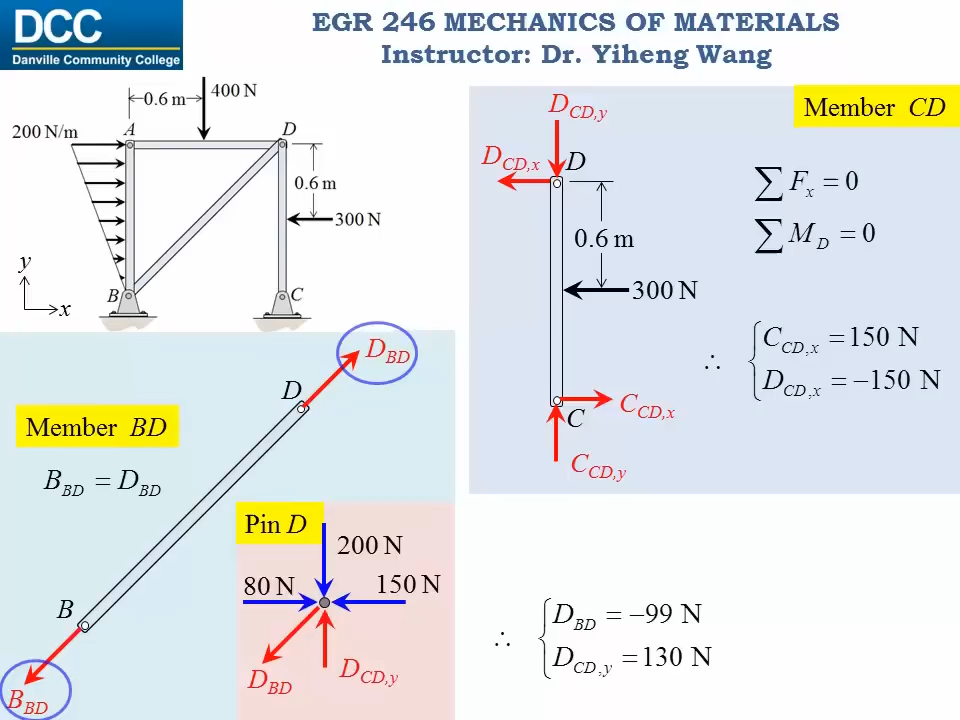 DCC
Danville Community College
EGR 246 MECHANICS OF MATERIALS
Instructor: Dr. Yiheng Wang
0.6 m
400 N
200 N/m
A
D
0.6 m
300 N
B
C
y
x
Member CD
D_{CD,y}
D_{CD,x}
D
0.6 m
300 N
C
C_{CD,x}
C_{CD,y}
∑ F_x = 0
∑ M_D = 0
∴ { C_{CD,x} = 150 N
D_{CD,x} = −150 N
Member BD
B_{BD} = D_{BD}
D
D_{BD}
B
B_{BD}
Pin D
200 N
80 N
150 N
D_{BD}
D_{CD,y}
∴ { D_{BD} = −99 N
D_{CD,y} = 130 N